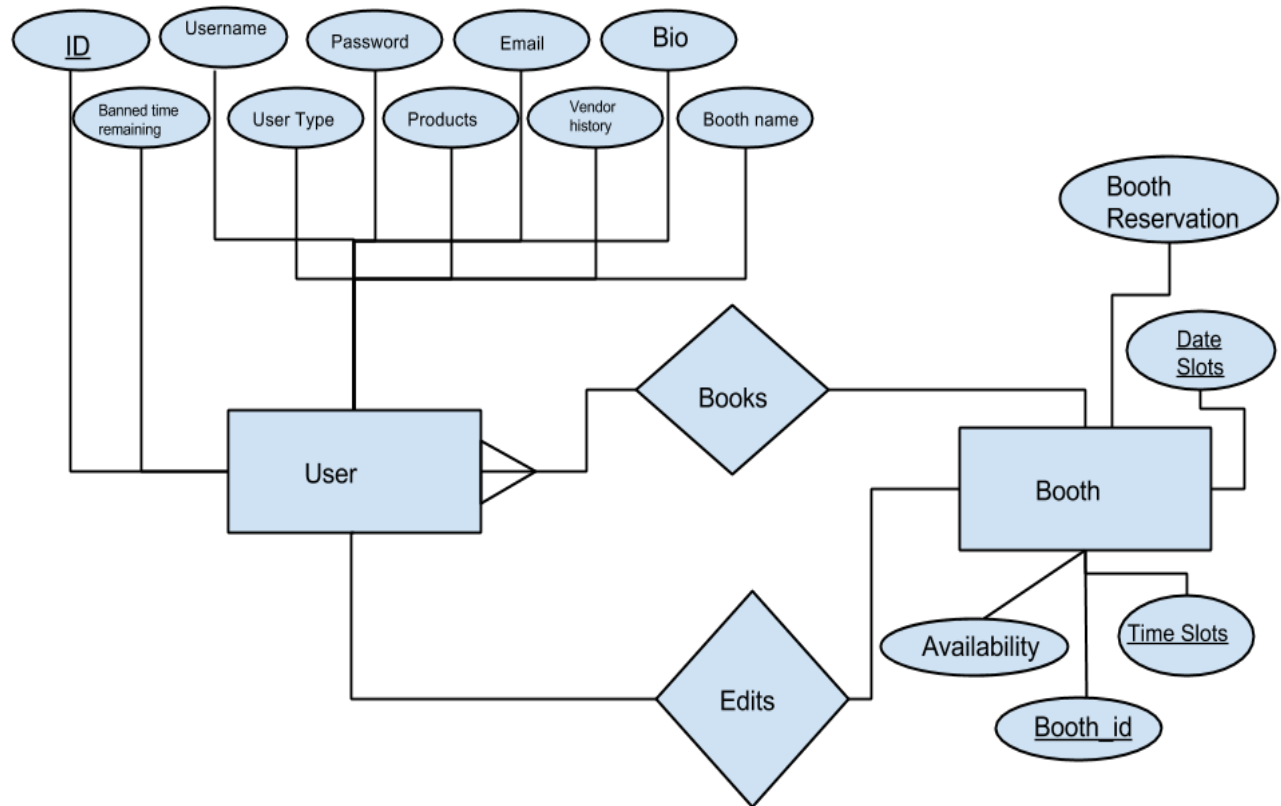 ID
Username
Password
Email
Bio
Banned time
remaining
User Type
Products
Vendor
history
Booth name
Booth
Reservation
Date
Slots
Books
User
Booth
Availability
Time Slots
Edits
Booth_id